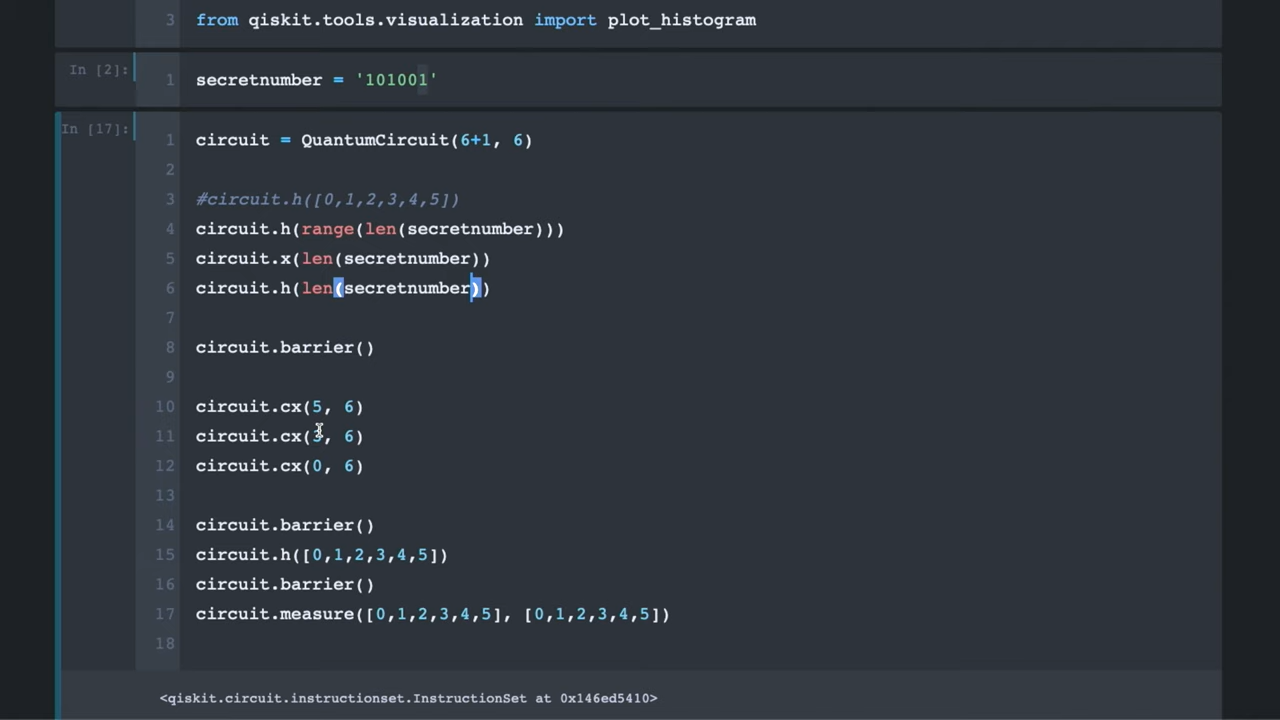 3 from qiskit.tools.visualization import plot_histogram
In [2]: 1 secretnumber = '101001'
In [17]: 1 circuit = QuantumCircuit(6+1, 6)
2
3 #circuit.h([0,1,2,3,4,5])
4 circuit.h(range(len(secretnumber)))
5 circuit.x(len(secretnumber))
6 circuit.h(len(secretnumber))
7
8 circuit.barrier()
9
10 circuit.cx(5, 6)
11 circuit.cx(3, 6)
12 circuit.cx(0, 6)
13
14 circuit.barrier()
15 circuit.h([0,1,2,3,4,5])
16 circuit.barrier()
17 circuit.measure([0,1,2,3,4,5], [0,1,2,3,4,5])
18
<qiskit.circuit.instructionset.InstructionSet at 0x146ed5410>